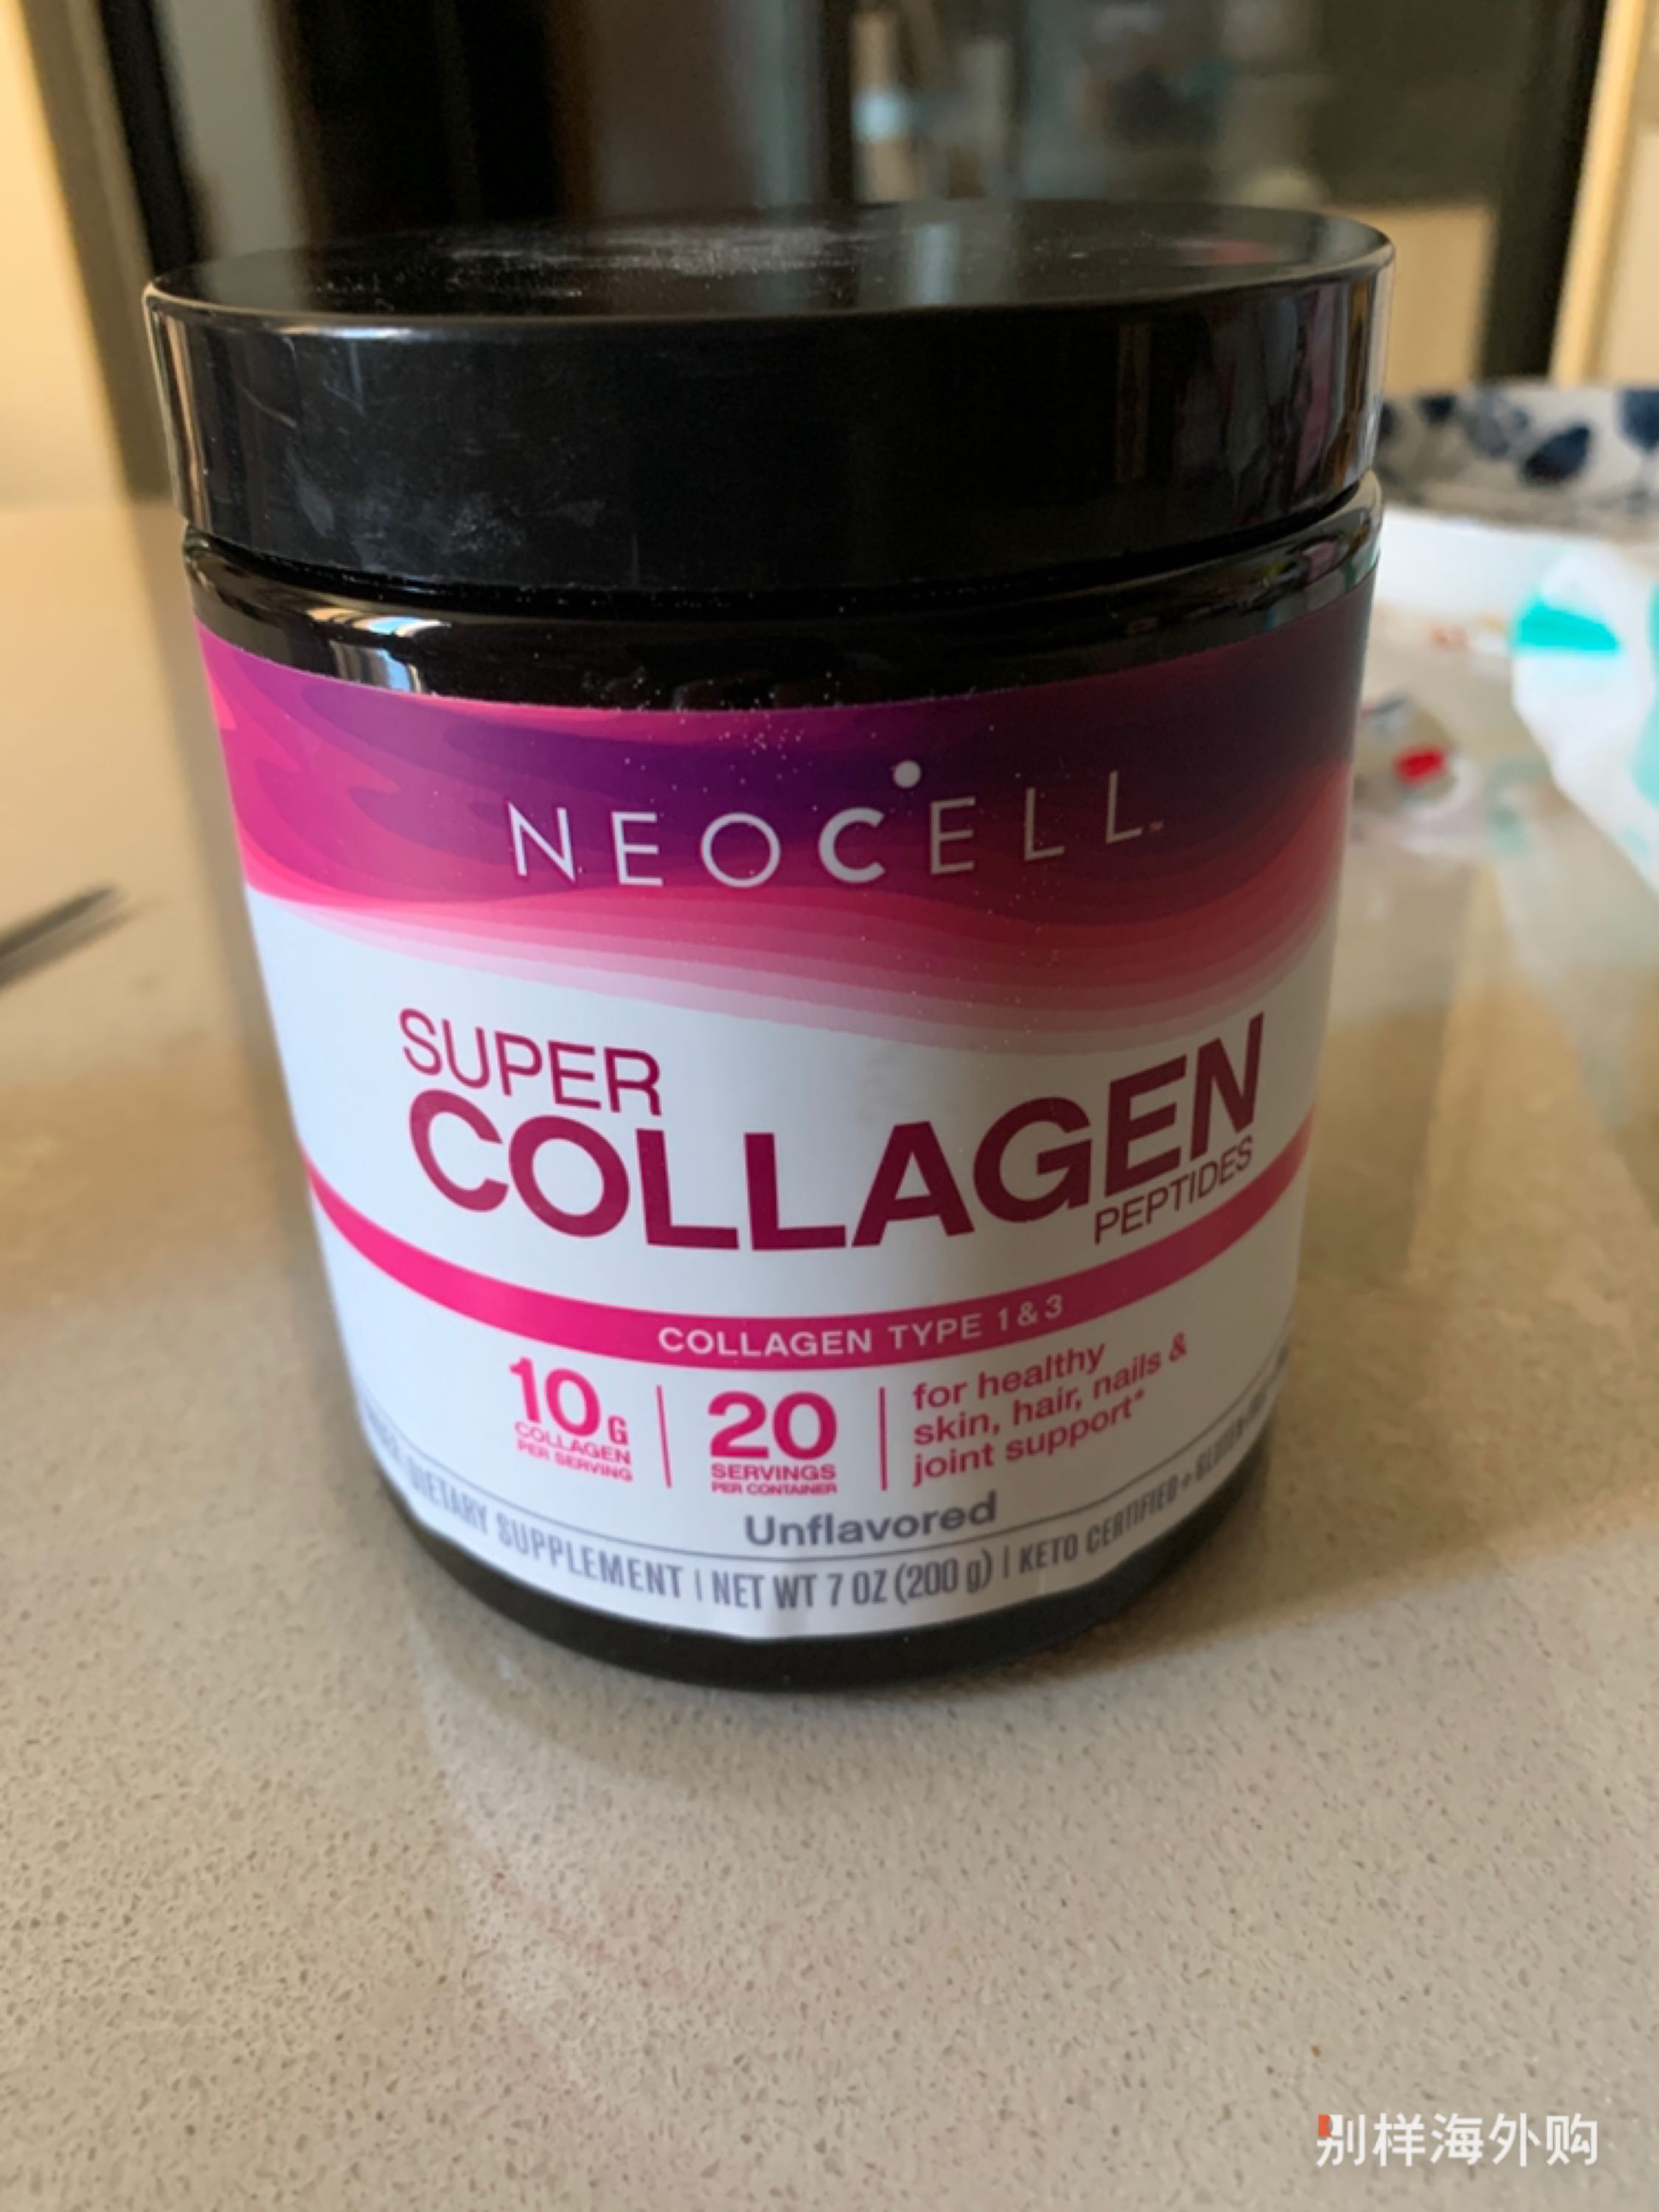 NEOCELL™
SUPER
COLLAGEN
PEPTIDES
COLLAGEN TYPE 1 & 3
10G
COLLAGEN
PER SERVING
20
SERVINGS
PER CONTAINER
for healthy
skin, hair, nails &
joint support*
Unflavored
DIETARY SUPPLEMENT | NET WT 7 OZ (200 g) | KETO CERTIFIED +
别样海外购